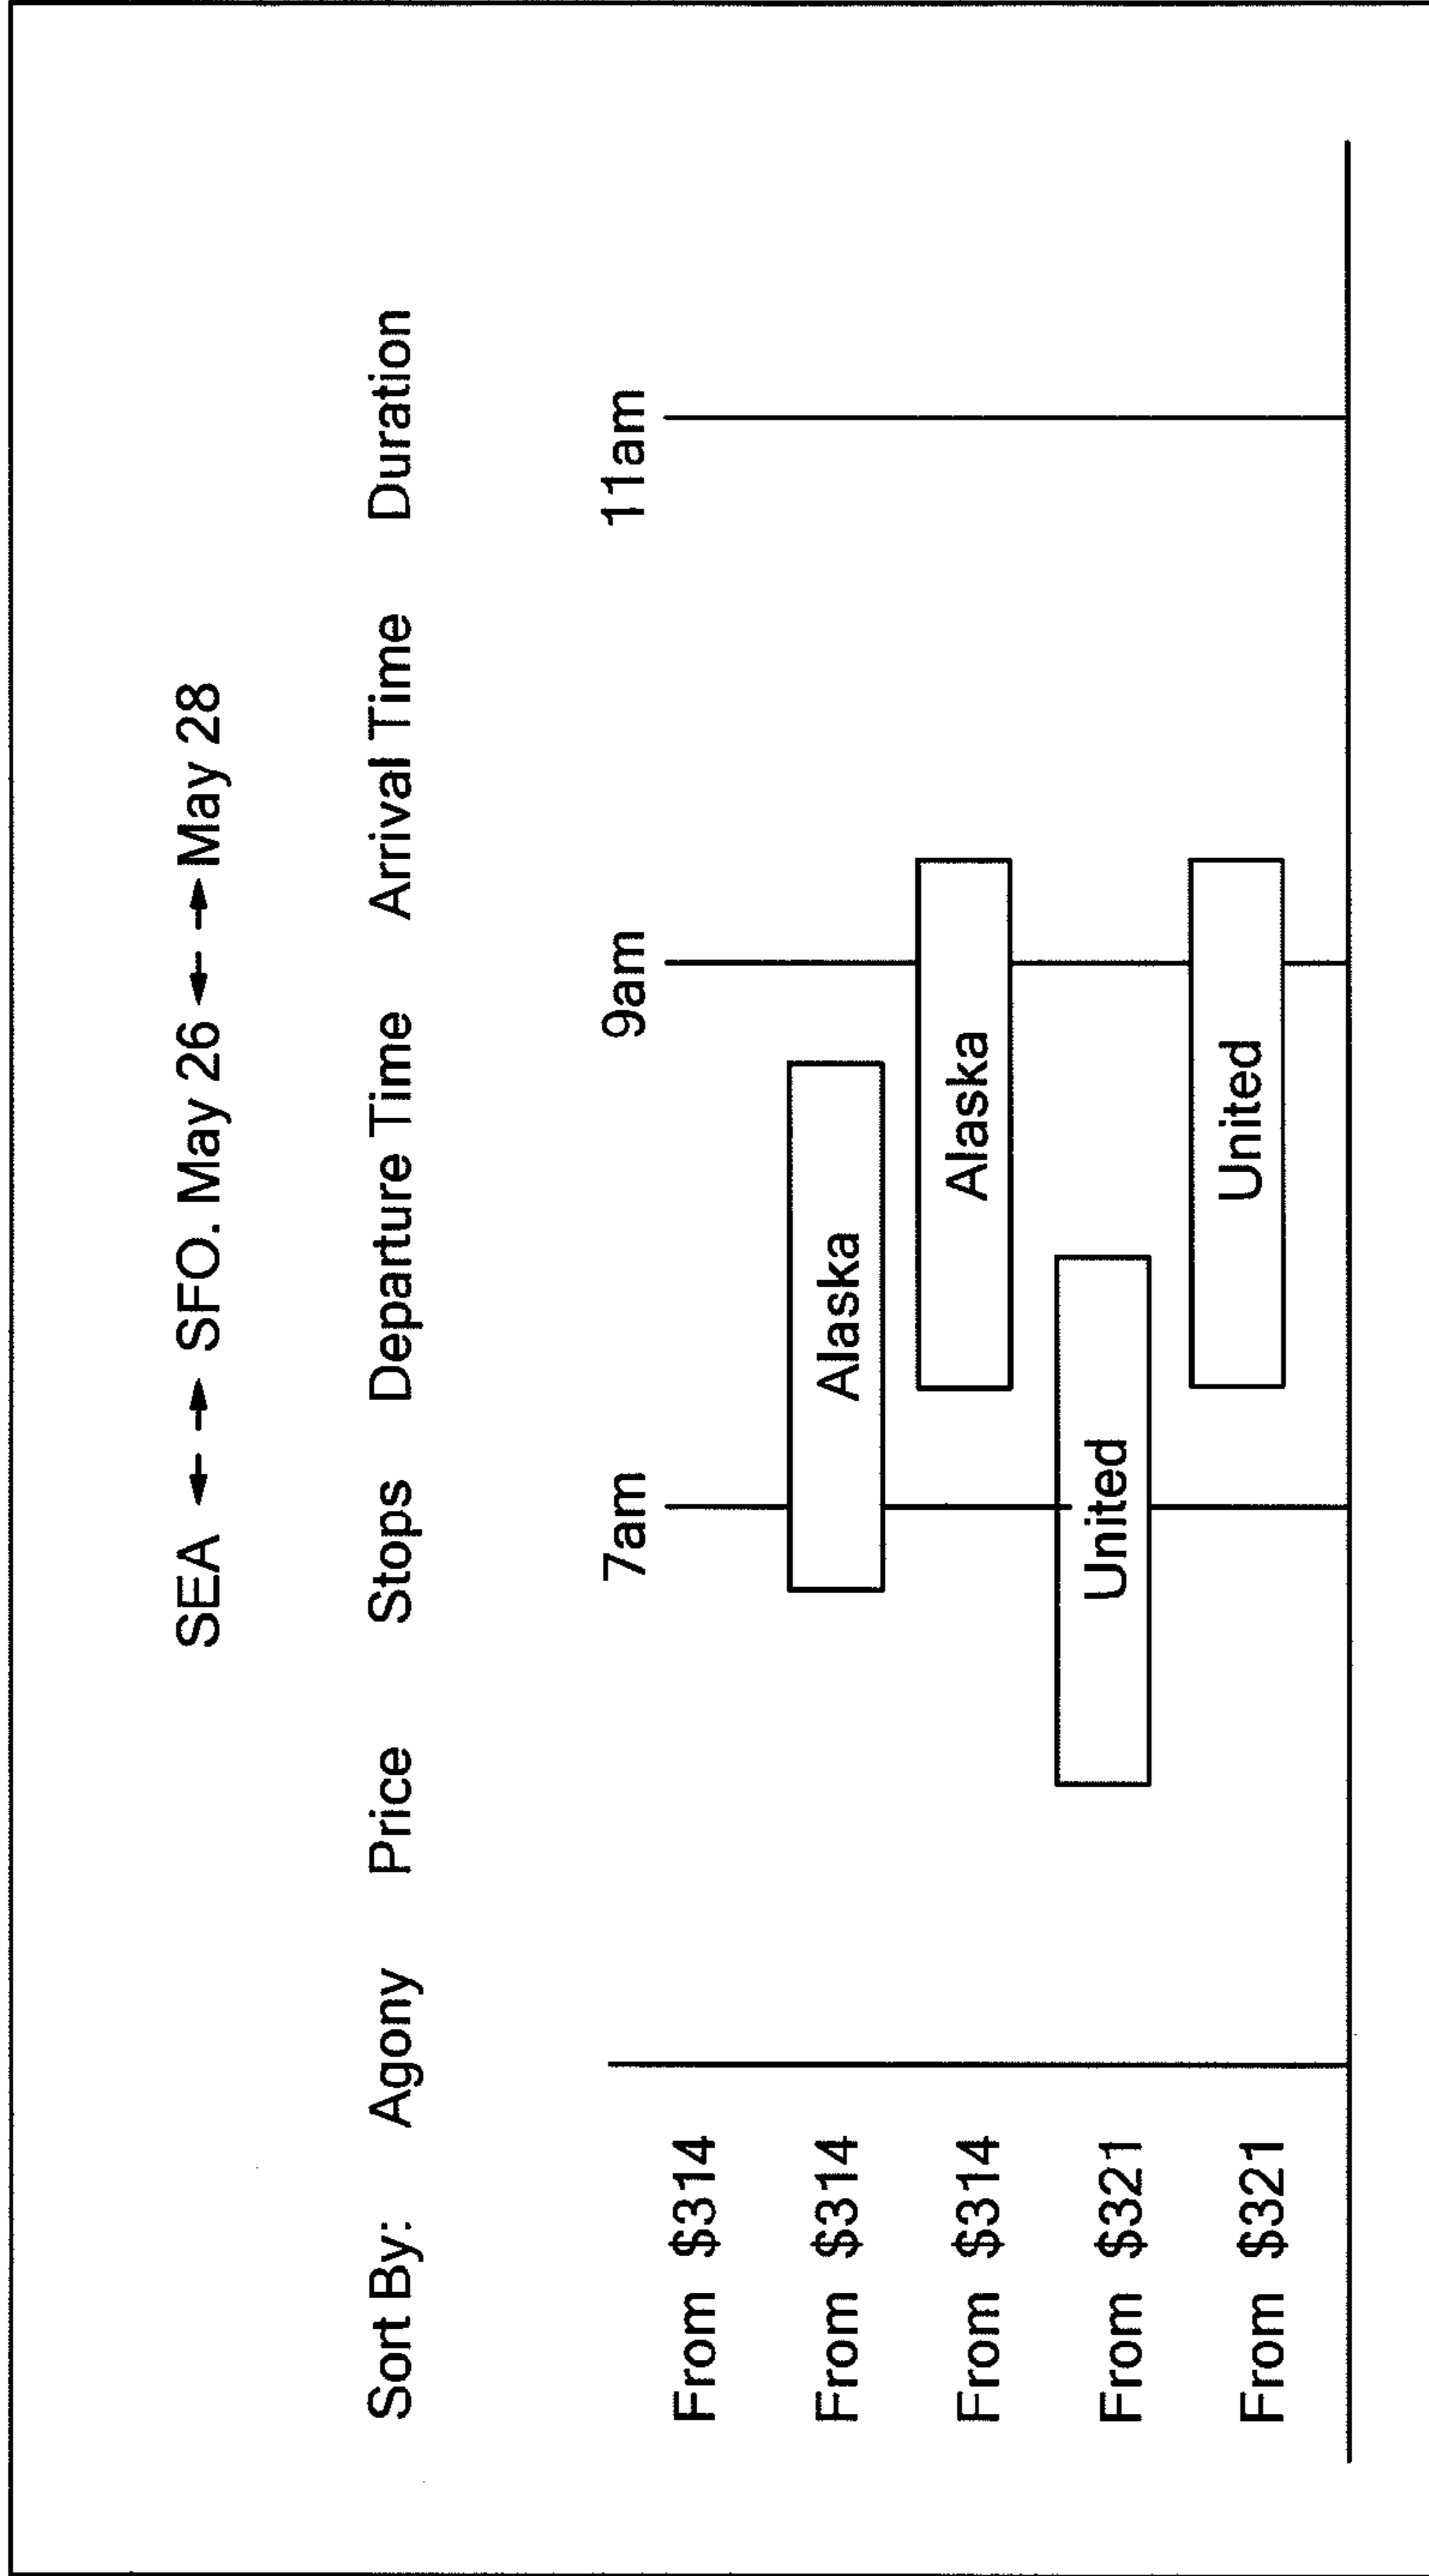 SEA ←→ SFO. May 26 ←→ May 28
Sort By: Agony Price Stops Departure Time Arrival Time Duration
7am 9am 11am
From $314
From $314 Alaska
From $314 Alaska
From $321 United
From $321 United